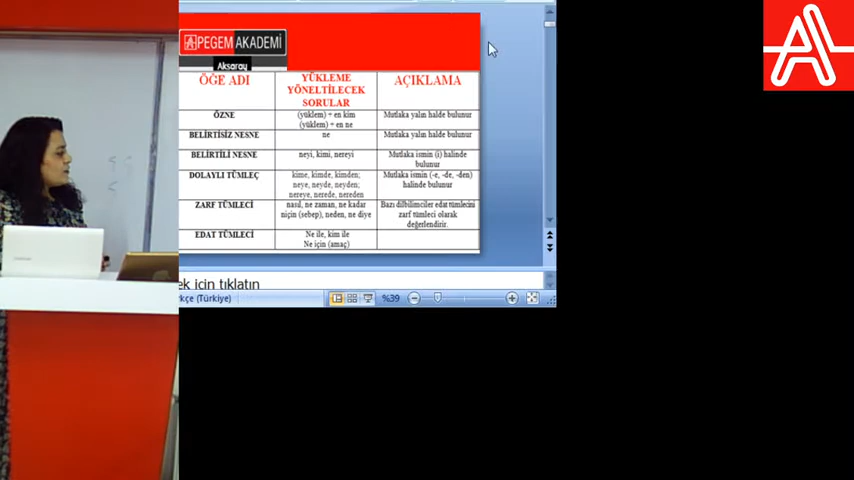 PEGEM AKADEMİ
Aksaray
ÖĞE ADI
YÜKLEME
YÖNELTİLECEK
SORULAR
AÇIKLAMA
ÖZNE
(yüklem) + en kim
(yüklem) + en ne
Mutlaka yalın halde bulunur
BELİRTİSİZ NESNE
ne
Mutlaka yalın halde bulunur
BELİRTİLİ NESNE
neyi, kimi, nereyi
Mutlaka ismin (i) halinde
bulunur
DOLAYLI TÜMLEÇ
kime, kimde, kimden;
neye, neyde, neyden;
nereye, nerede, nereden
Mutlaka ismin (-e, -de, -den)
halinde bulunur
ZARF TÜMLECİ
nasıl, ne zaman, ne kadar
niçin (sebep), neden, ne diye
Bazı dilbilimciler edat tümlecini
zarf tümleci olarak
değerlendirir.
EDAT TÜMLECİ
Ne ile, kim ile
Ne için (amaç)
ek için tıklatın
kçe (Türkiye)
%39